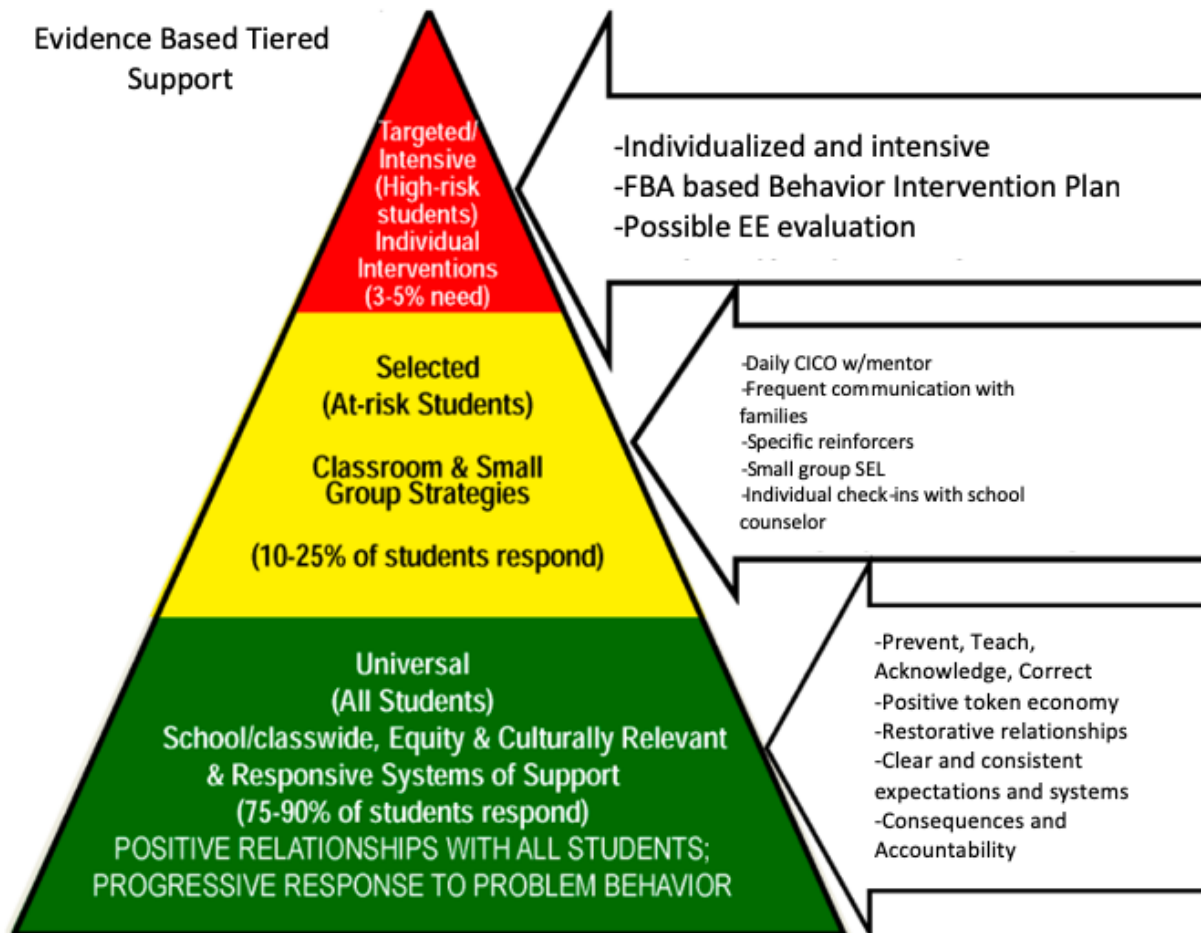 Evidence Based Tiered
Support
Targeted/
Intensive
(High-risk
students)
Individual
Interventions
(3-5% need)
-Individualized and intensive
-FBA based Behavior Intervention Plan
-Possible EE evaluation
Selected
(At-risk Students)
Classroom & Small
Group Strategies
(10-25% of students respond)
-Daily CICO w/mentor
-Frequent communication with
families
-Specific reinforcers
-Small group SEL
-Individual check-ins with school
counselor
Universal
(All Students)
School/classwide, Equity & Culturally Relevant
& Responsive Systems of Support
(75-90% of students respond)
POSITIVE RELATIONSHIPS WITH ALL STUDENTS;
PROGRESSIVE RESPONSE TO PROBLEM BEHAVIOR
-Prevent, Teach,
Acknowledge, Correct
-Positive token economy
-Restorative relationships
-Clear and consistent
expectations and systems
-Consequences and
Accountability